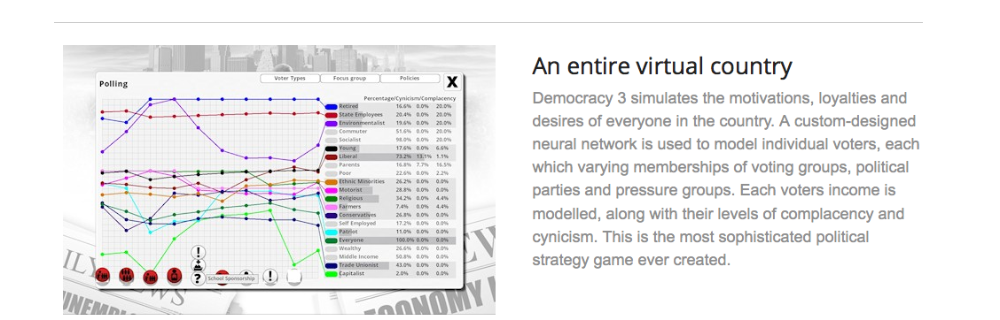 An entire virtual country
Democracy 3 simulates the motivations, loyalties and
desires of everyone in the country. A custom-designed
neural network is used to model individual voters, each
which varying memberships of voting groups, political
parties and pressure groups. Each voters income is
modelled, along with their levels of complacency and
cynicism. This is the most sophisticated political
strategy game ever created.
Polling
Voter Types Focus group Policies X
Percentage/Cynicism/Complacency
Retired 16.6% 0.0% 20.0%
State Employees 20.4% 0.0% 20.0%
Environmentalist 19.6% 0.0% 20.0%
Commuter 51.6% 0.0% 20.0%
Socialist 98.0% 0.0% 20.0%
Young 17.6% 0.0% 6.6%
Liberal 73.2% 13.1% 1.1%
Parents 16.8% 7.7% 16.5%
Poor 22.6% 0.0% 2.2%
Ethnic Minorities 26.2% 0.0% 0.0%
Motorist 28.8% 0.0% 0.0%
Religious 34.2% 0.0% 4.4%
Farmers 7.4% 0.0% 4.4%
Conservatives 26.8% 0.0% 0.0%
Self Employed 17.2% 0.0% 0.0%
Patriot 11.0% 0.0% 0.0%
Everyone 100.0% 0.0% 0.0%
Wealthy 26.6% 0.0% 0.0%
Middle Income 50.8% 0.0% 0.0%
Trade Unionist 43.0% 0.0% 0.0%
Capitalist 2.0% 0.0% 0.0%
!
?
School Sponsorship
!